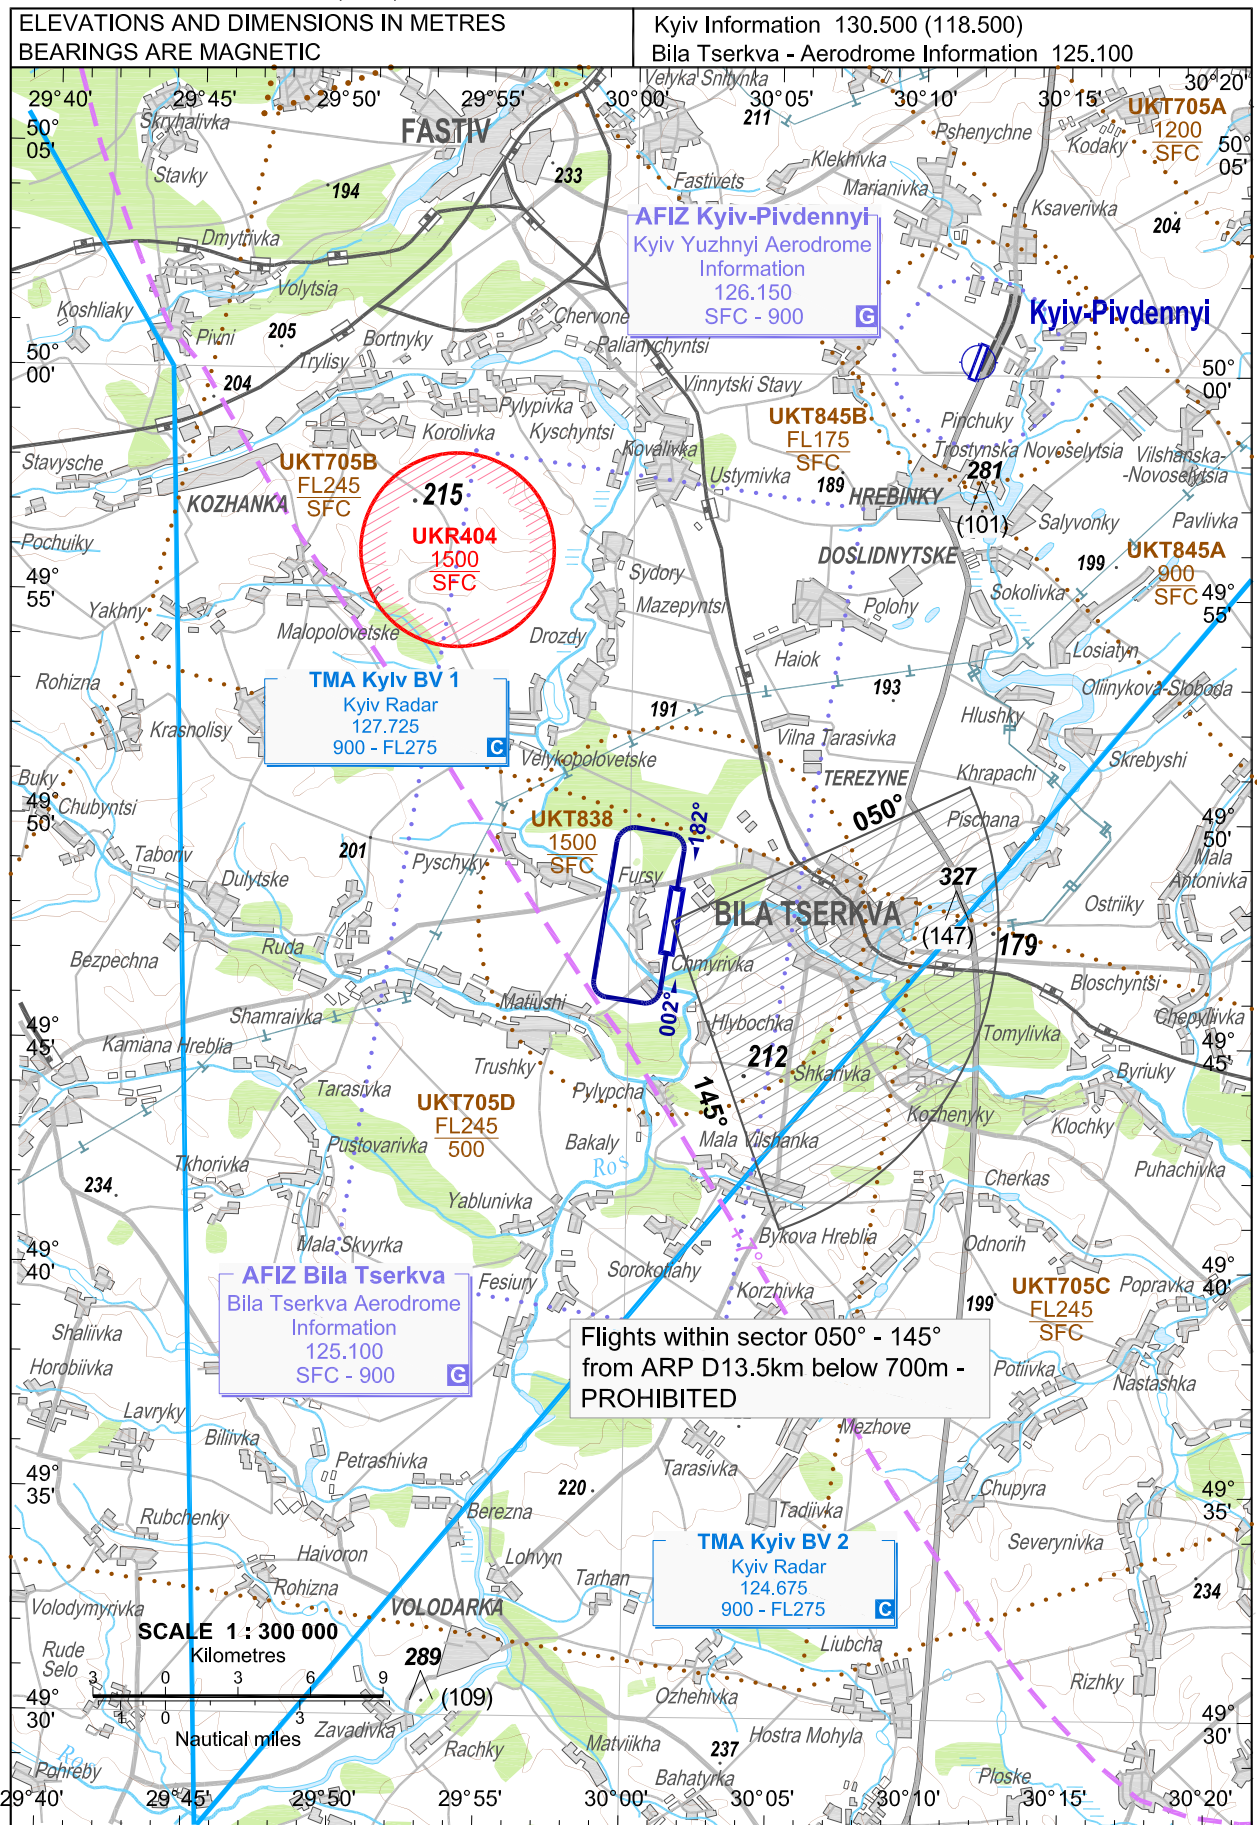 ELEVATIONS AND DIMENSIONS IN METRES
BEARINGS ARE MAGNETIC
Kyiv Information 130.500 (118.500)
Bila Tserkva - Aerodrome Information 125.100
29°40'
29°45'
29°50'
29°55'
30°00'
30°05'
30°10'
30°15'
30°20'
Velyka Snitynka
211
UKT705A
1200
SFC
Skryhalivka
50°
05'
FASTIV
Pshenychne
Kodaky
50°
05'
Stavky
194
233
Fastivets
Klekhivka
Marianivka
Ksaverivka
204
Dmytrivka
AFIZ Kyiv-Pivdennyi
Kyiv Yuzhnyi Aerodrome
Information
126.150
SFC - 900
G
Volytsia
Koshliaky
Pivni
205
Trylisy
Bortnyky
Chervone
Palianychyntsi
Kyiv-Pivdennyi
50°
00'
204
Vinnytski Stavy
50°
00'
Pylypivka
Korolivka
Kyschyntsi
Kovalivka
UKT845B
FL175
SFC
Pinchuky
Trostynska Novoselytsia
Vilshanska-
-Novoselytsia
Stavysche
UKT705B
FL245
SFC
KOZHANKA
215
Ustymivka
189
HREBINKY
281
(101)
Salyvonky
Pavlivka
UKR404
1500
SFC
Pochuiky
49°
55'
Yakhny
Malopolovetske
Drozdy
Sydory
Mazepyntsi
DOSLIDNYTSKE
Polohy
Sokolivka
199
UKT845A
900
SFC
49°
55'
Haiok
Losiatyn
Rohizna
Krasnolisy
TMA Kyiv BV 1
Kyiv Radar
127.725
900 - FL275
C
191
193
Oliinykova-Sloboda
Hlushky
Vilna Tarasivka
Velykopolovetske
TEREZYNE
Khrapachi
Skrebyshi
Buky
49°
50'
Chubyntsi
Taboriv
201
Pyschyky
UKT838
1500
SFC
182°
050°
Pischana
49°
50'
Mala
Antonivka
Dulytske
Fursy
327
(147)
BILA TSERKVA
Ostriiky
179
Ruda
Bezpechna
Chmyrivka
Bloschyntsi
Shamraivka
Matiushi
002°
Hlybochka
Tomylivka
Chepyliivka
49°
45'
Kamiana Hreblia
Trushky
212
Shkarivka
49°
45'
Tarasivka
Pylypcha
145°
Byriuky
UKT705D
FL245
500
Kozhenyky
Klochky
Pustovarivka
Bakaly
Mala Vilshanka
Tkhorivka
Ros
Puhachivka
234
Yablunivka
Cherkas
Mala Skvyrka
+7°
Bykova Hreblia
Odnorih
49°
40'
AFIZ Bila Tserkva
Bila Tserkva Aerodrome
Information
125.100
SFC - 900
G
Fesiury
Sorokotiahy
Korzhivka
199
UKT705C
FL245
SFC
Popravka
49°
40'
Shaliivka
Horobiivka
Flights within sector 050° - 145°
from ARP D13.5km below 700m -
PROHIBITED
Potiivka
Nastashka
Lavryky
Biliivka
Petrashivka
Mezhove
Tarasivka
49°
35'
Rubchenky
Berezna
220
Tadiivka
Chupyra
49°
35'
Haivoron
Lohvyn
TMA Kyiv BV 2
Kyiv Radar
124.675
900 - FL275
C
Severynivka
Rohizna
Tarhan
234
Volodymyrivka
VOLODARKA
SCALE 1 : 300 000
Kilometres
3 0 3 6 9
1 0 3
Nautical miles
Rude
Selo
289
(109)
Liubcha
Rizhky
Ozhehivka
49°
30'
Zavadivka
Rachky
Matviikha
Hostra Mohyla
49°
30'
Ros
Pohreby
237
Bahatyrka
Ploske
29°40'
29°45'
29°50'
29°55'
30°00'
30°05'
30°10'
30°15'
30°20'